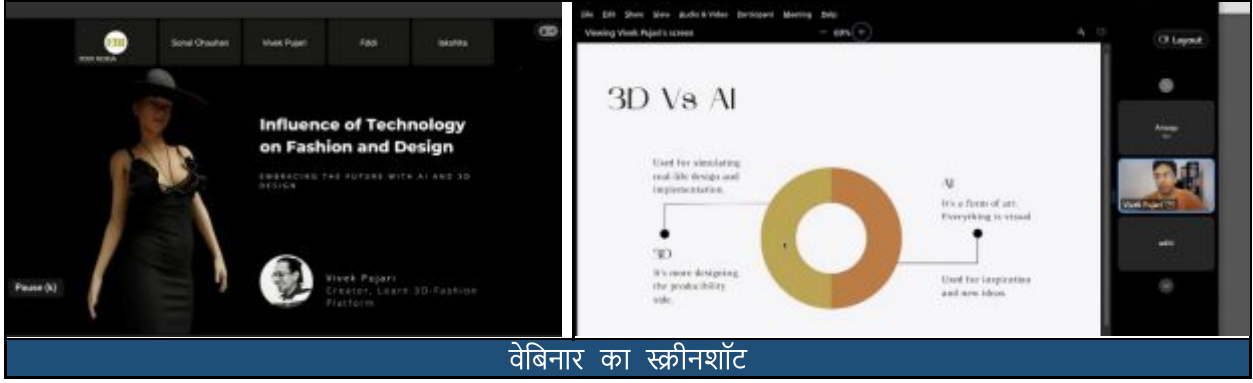 FDDI NOIDA
Sonal Chauhan
Vivek Pujari
Fddi
Influence of Technology
on Fashion and Design
EMBRACING THE FUTURE WITH AI AND 3D
DESIGN
Vivek Pujari
Creator, Learn 3D-Fashion
Platform
Pause (k)
File Edit Share View Audio & Video Participant Meeting Help
Viewing Vivek Pujari's screen
69%
Layout
3D Vs AI
Used for simulating
real-life design and
implementation.
3D
It's more designing
the producibility
side.
AI
It's a form of art.
Everything is visual
Used for inspiration
and new ideas.
Vivek Pujari
वेबिनार का स्क्रीनशॉट